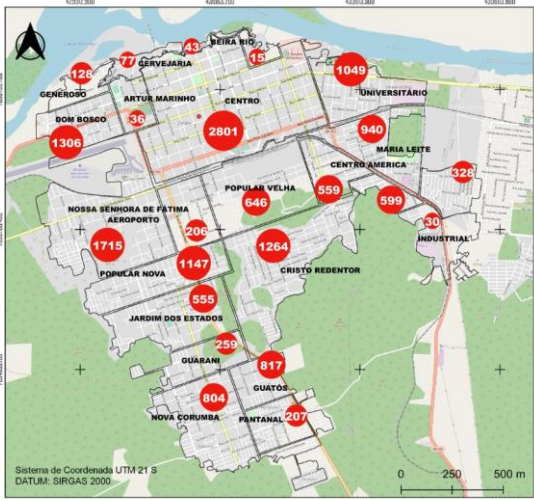 BEIRA RIO
43
15
77
CERVEJARIA
128
1049
GENEROSO
ARTUR MARINHO
CENTRO
UNIVERSITÁRIO
DOM BOSCO
36
940
1306
2801
MARIA LEITE
CENTRO AMERICA
328
POPULAR VELHA
559
646
599
NOSSA SENHORA DE FÁTIMA
AEROPORTO
206
30
INDUSTRIAL
1715
1264
1147
POPULAR NOVA
CRISTO REDENTOR
555
JARDIM DOS ESTADOS
259
GUARANI
817
GUATÓS
804
NOVA CORUMBÁ
PANTANAL
207
Sistema de Coordenada UTM 21 S
DATUM: SIRGAS 2000
0 250 500 m